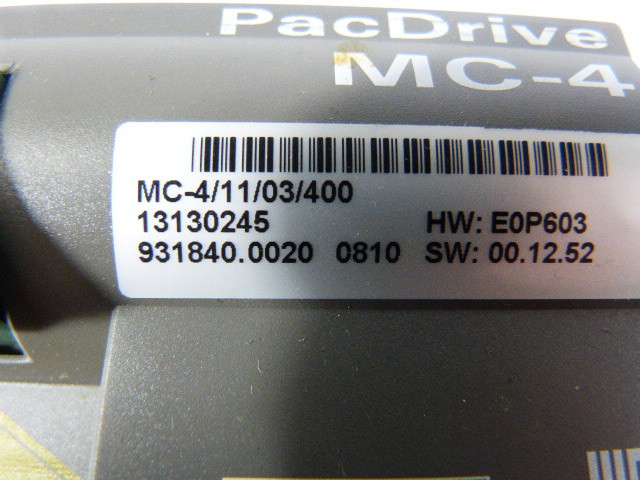 PacDrive
MC-4
MC-4/11/03/400
13130245 HW: E0P603
931840.0020 0810 SW: 00.12.52